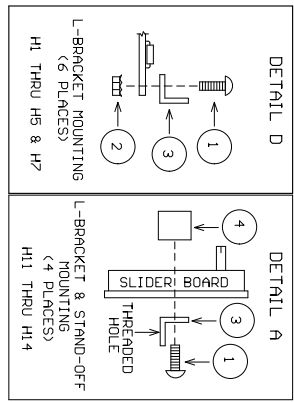 DETAIL D
1
3
2
L-BRACKET MOUNTING
(6 PLACES)
H1 THRU H5 & H7
DETAIL A
4
SLIDER BOARD
3
1
THREADED
HOLE
L-BRACKET & STAND-OFF
MOUNTING
(4 PLACES)
H11 THRU H14